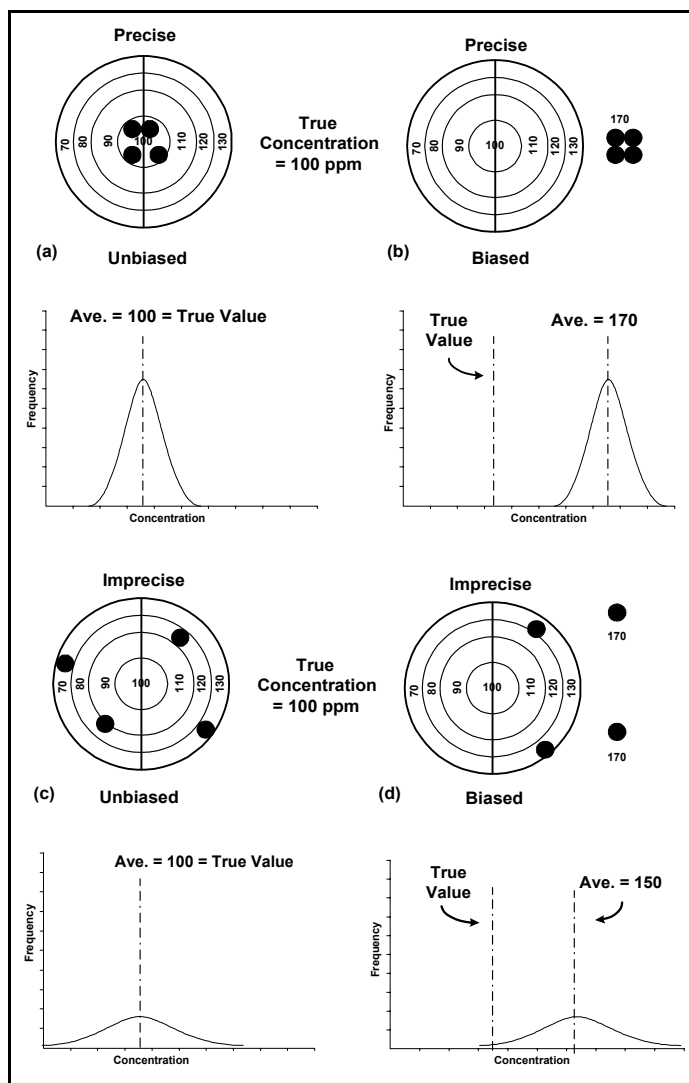 Precise
Precise
70 80 90 100 110 120 130
True
Concentration
= 100 ppm
70 80 90 100 110 120 130
170
(a)
Unbiased
(b)
Biased
Ave. = 100 = True Value
Frequency
Concentration
True
Value
Ave. = 170
Frequency
Concentration
Imprecise
Imprecise
70 80 90 100 110 120 130
True
Concentration
= 100 ppm
70 80 90 100 110 120 130
170
170
(c)
Unbiased
(d)
Biased
Ave. = 100 = True Value
Frequency
Concentration
True
Value
Ave. = 150
Frequency
Concentration